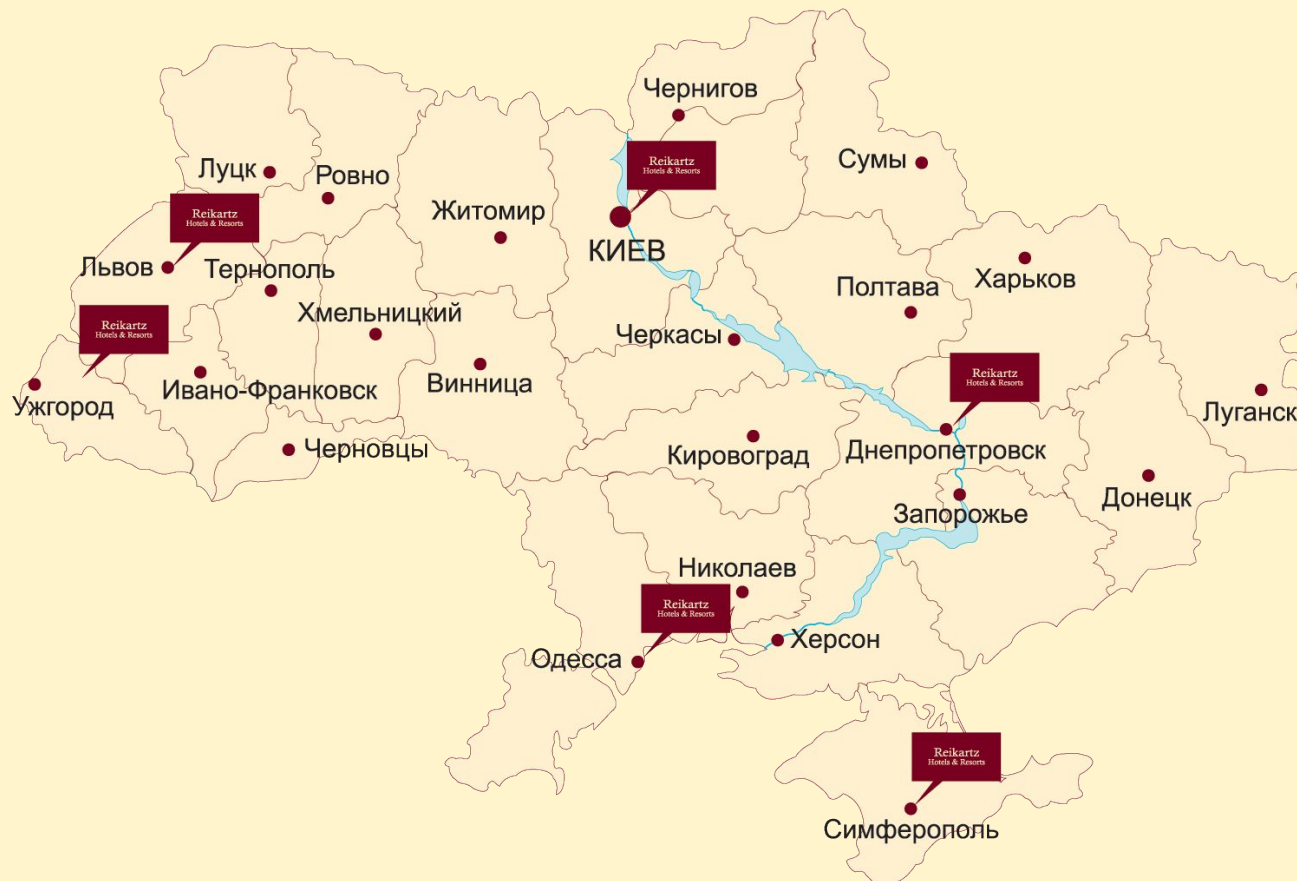 Чернигов
Сумы
Луцк
Ровно
Reikartz
Hotels & Resorts
Reikartz
Hotels & Resorts
Житомир
КИЕВ
Львов
Тернополь
Харьков
Полтава
Reikartz
Hotels & Resorts
Хмельницкий
Черкасы
Reikartz
Hotels & Resorts
Ужгород
Ивано-Франковск
Винница
Луганск
Днепропетровск
Черновцы
Кировоград
Донецк
Запорожье
Николаев
Reikartz
Hotels & Resorts
Херсон
Одесса
Reikartz
Hotels & Resorts
Симферополь